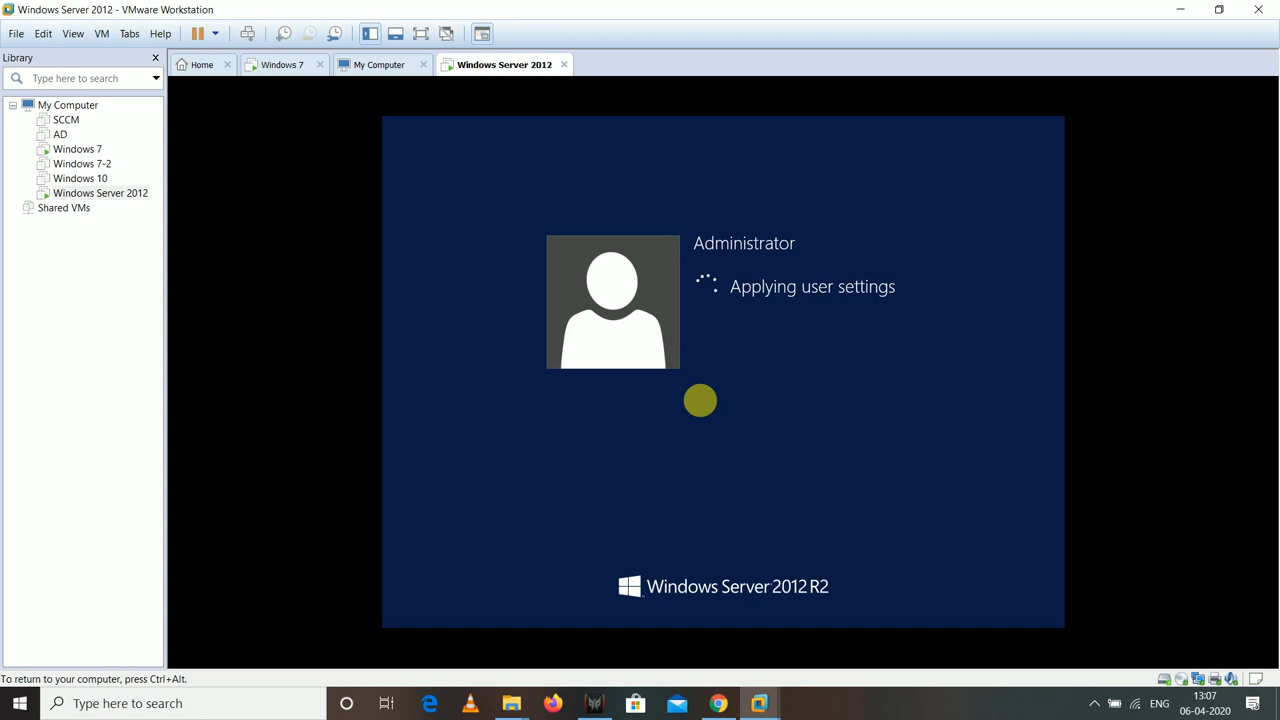 Windows Server 2012 - VMware Workstation
File Edit View VM Tabs Help
Library
Type here to search
Home
Windows 7
My Computer
Windows Server 2012
My Computer
SCCM
AD
Windows 7
Windows 7-2
Windows 10
Windows Server 2012
Shared VMs
Administrator
Applying user settings
Windows Server 2012 R2
To return to your computer, press Ctrl+Alt.
Type here to search
ENG
13:07
06-04-2020